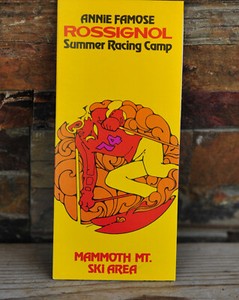 ANNIE FAMOSE
ROSSIGNOL
Summer Racing Camp
MAMMOTH MT.
SKI AREA